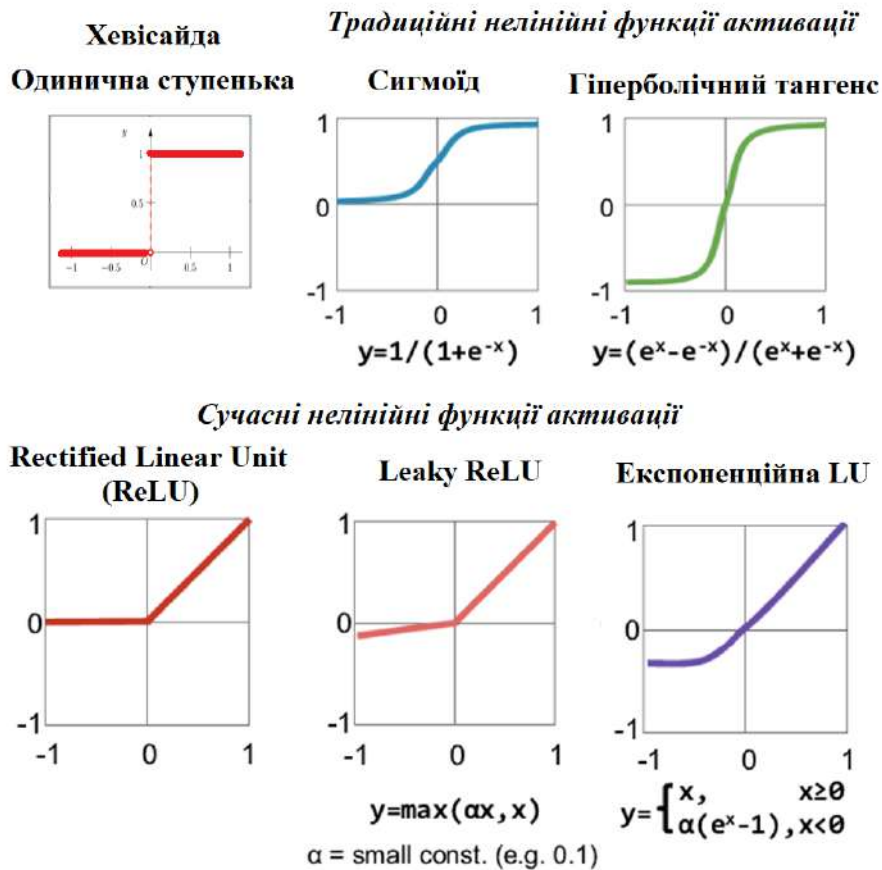 Хевісайда
Одинична ступенька
Традиційні нелінійні функції активації
Сигмоїд
Гіперболічний тангенс
y
1
0.5
-1
-0.5
O
0.5
1
1
0
-1
-1
0
1
y=1/(1+e⁻ˣ)
1
0
-1
-1
0
1
y=(eˣ-e⁻ˣ)/(eˣ+e⁻ˣ)
Сучасні нелінійні функції активації
Rectified Linear Unit
(ReLU)
Leaky ReLU
Експоненційна LU
1
0
-1
-1
0
1
1
0
-1
-1
0
1
y=max(αx,x)
α = small const. (e.g. 0.1)
1
0
-1
-1
0
1
y={x, x≥0
α(eˣ-1),x<0